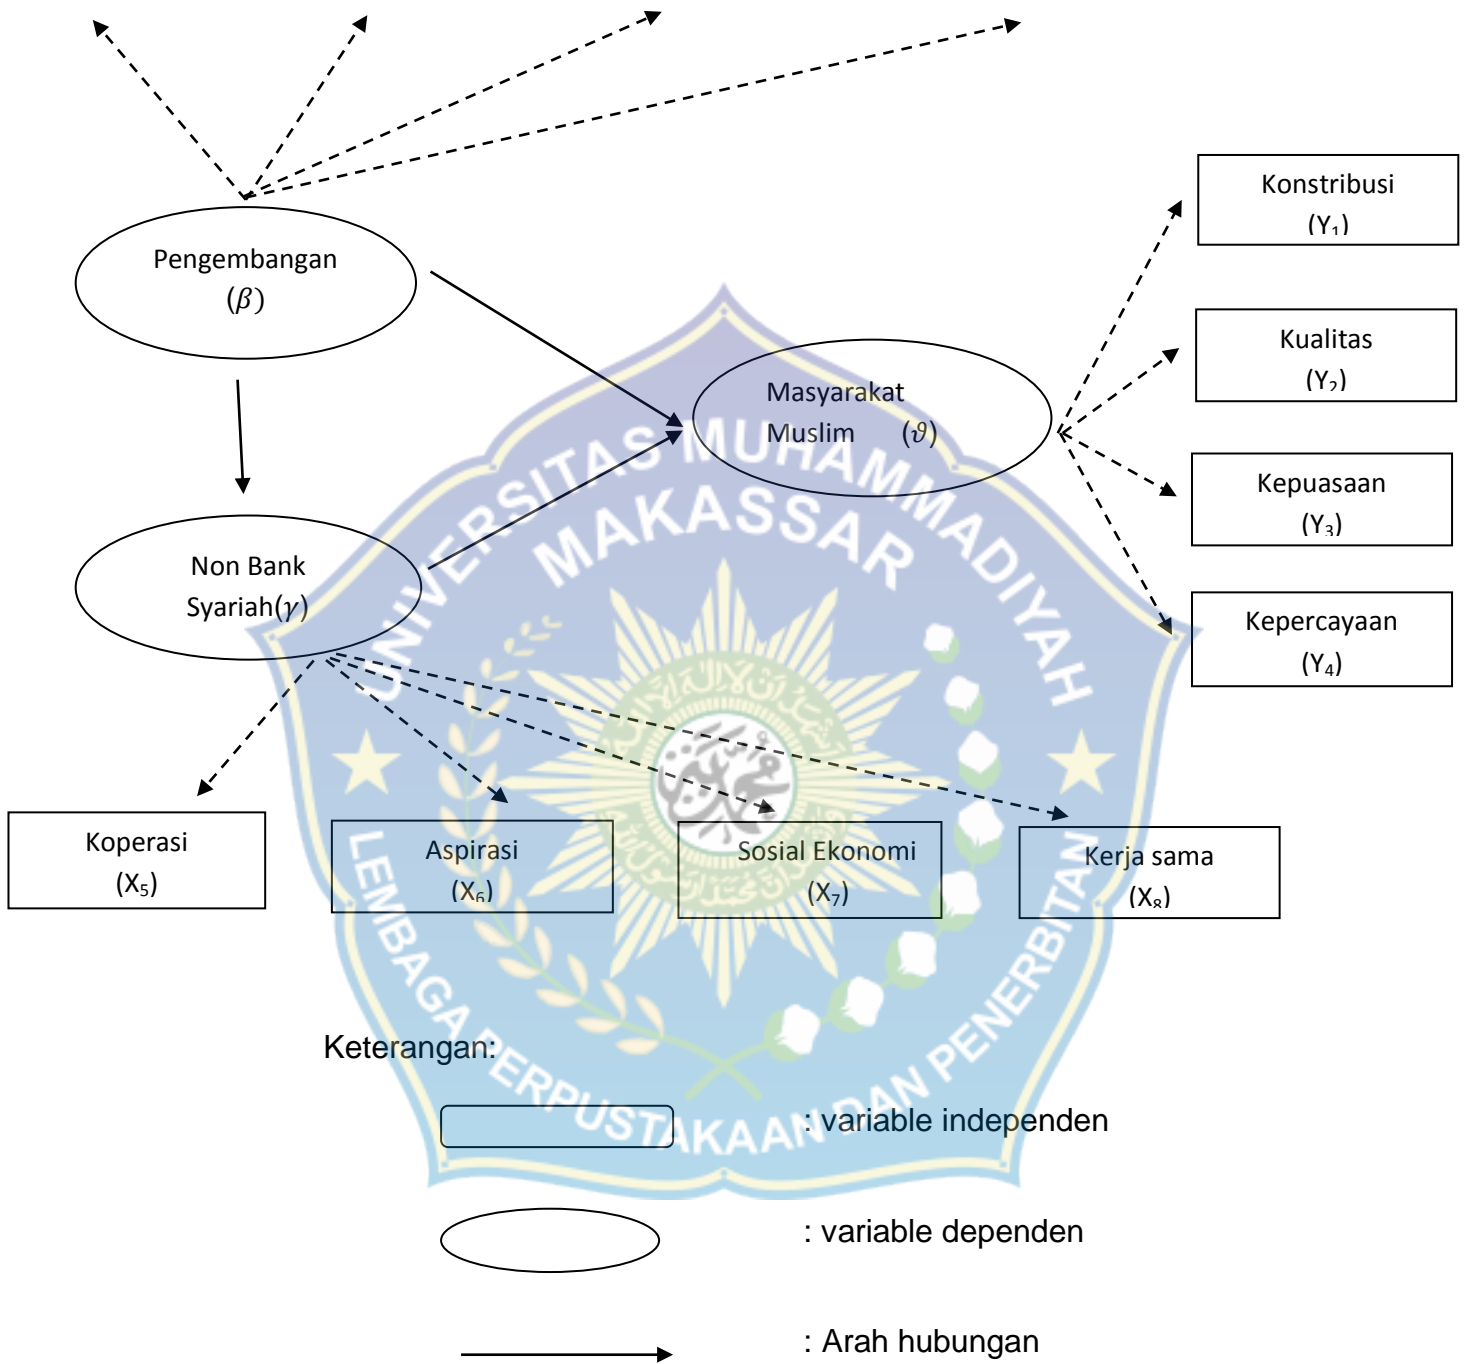 Konstribusi
(Y1)
Pengembangan
(β)
Kualitas
(Y2)
Masyarakat
Muslim (ϑ)
Kepuasaan
(Y3)
Non Bank
Syariah(γ)
Kepercayaan
(Y4)
UNIVERSITAS MUHAMMADIYAH
MAKASSAR
Koperasi
(X5)
Aspirasi
(X6)
Sosial Ekonomi
(X7)
Kerja sama
(X8)
LEMBAGA PERPUSTAKAAN DAN PENERBITAN
Keterangan:
: variable independen
: variable dependen
: Arah hubungan